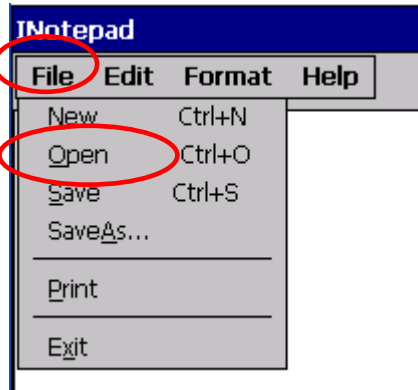 INotepad
File Edit Format Help
New Ctrl+N
Open Ctrl+O
Save Ctrl+S
SaveAs...
Print
Exit